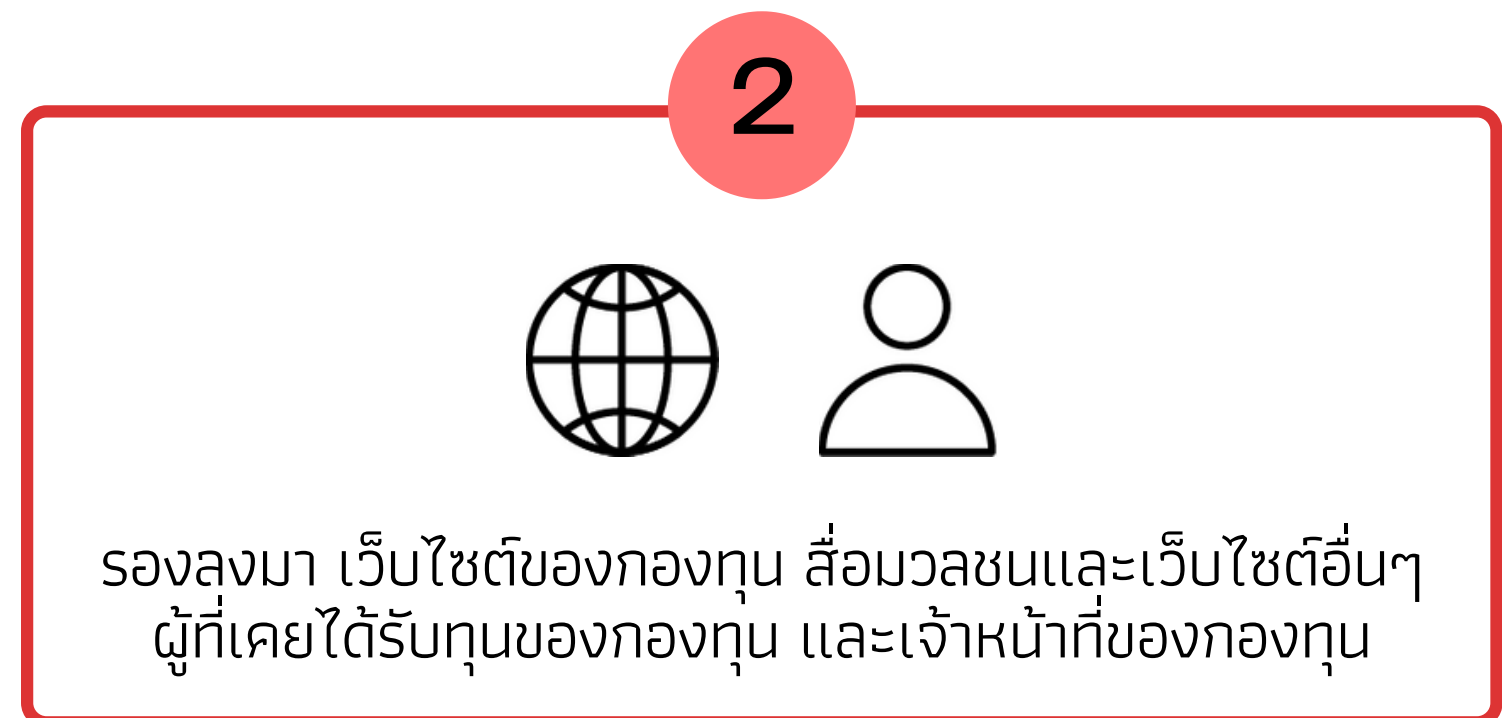 2
รองลงมา เว็บไซต์ของกองทุน สื่อมวลชนและเว็บไซต์อื่นๆ
ผู้ที่เคยได้รับทุนของกองทุน และเจ้าหน้าที่ของกองทุน